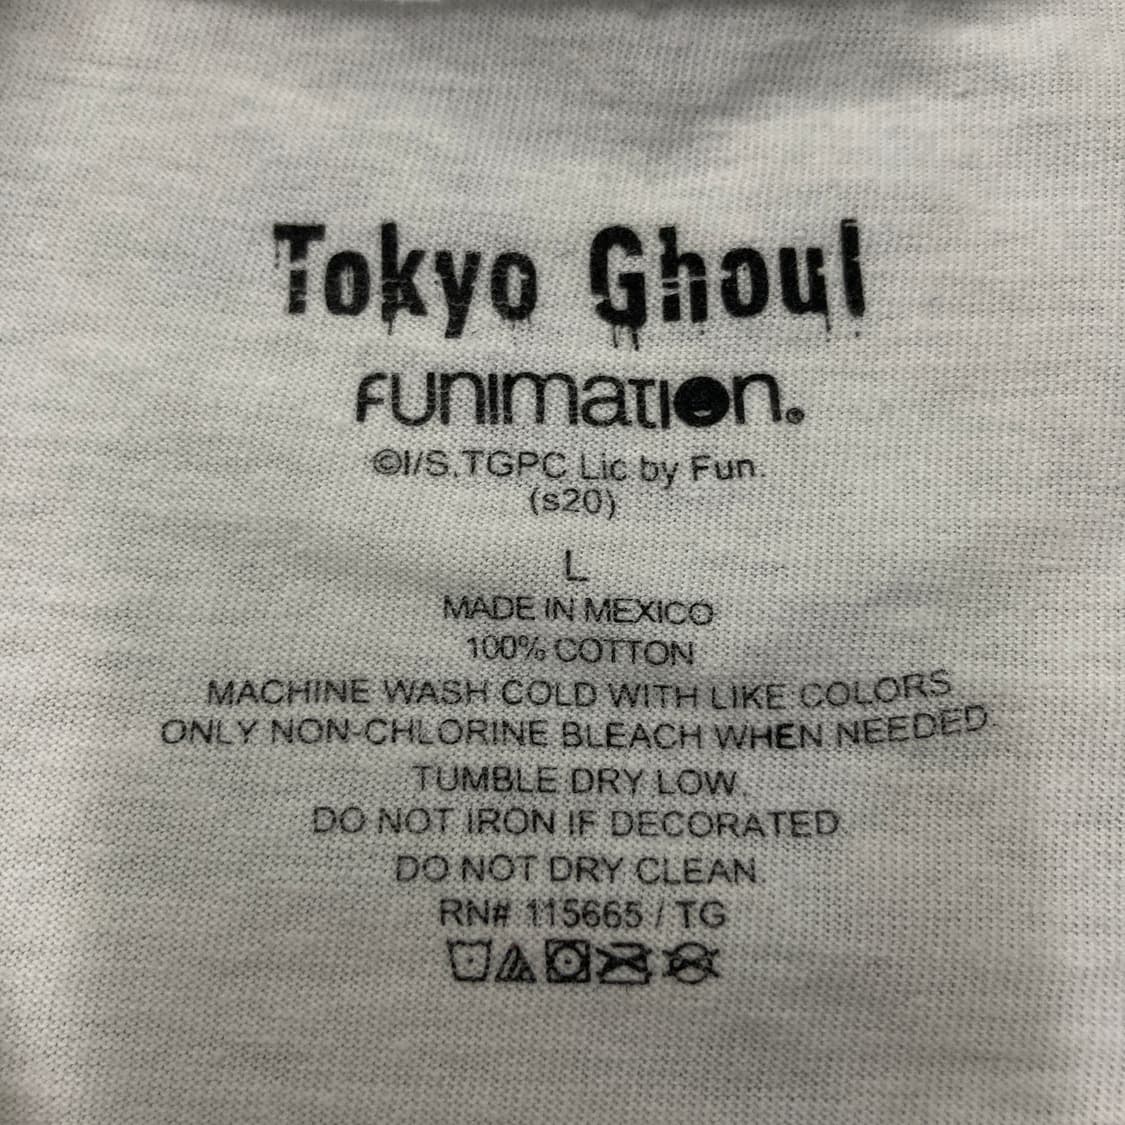 Tokyo Ghoul
FUNIMATION®
©I/S,TGPC Lic by Fun.
(s20)
L
MADE IN MEXICO
100% COTTON
MACHINE WASH COLD WITH LIKE COLORS
ONLY NON-CHLORINE BLEACH WHEN NEEDED.
TUMBLE DRY LOW.
DO NOT IRON IF DECORATED
DO NOT DRY CLEAN.
RN# 115665 / TG